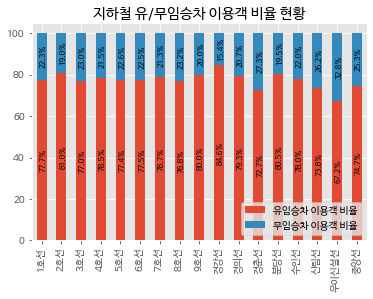 지하철 유/무임승차 이용객 비율 현황
100
80
60
40
20
0
22.3% 19.0% 23.0% 21.5% 22.6% 22.5% 21.3% 23.2% 20.0% 15.4% 20.7% 27.3% 19.5% 22.0% 26.2% 32.8% 25.3%
77.7% 81.0% 77.0% 78.5% 77.4% 77.5% 78.7% 76.8% 80.0% 84.6% 79.3% 72.7% 80.5% 78.0% 73.8% 67.2% 74.7%
유임승차 이용객 비율
무임승차 이용객 비율
1호선 2호선 3호선 4호선 5호선 6호선 7호선 8호선 9호선 경강선 경의선 경춘선 분당선 수인선 신림선 우이신설선 중앙선